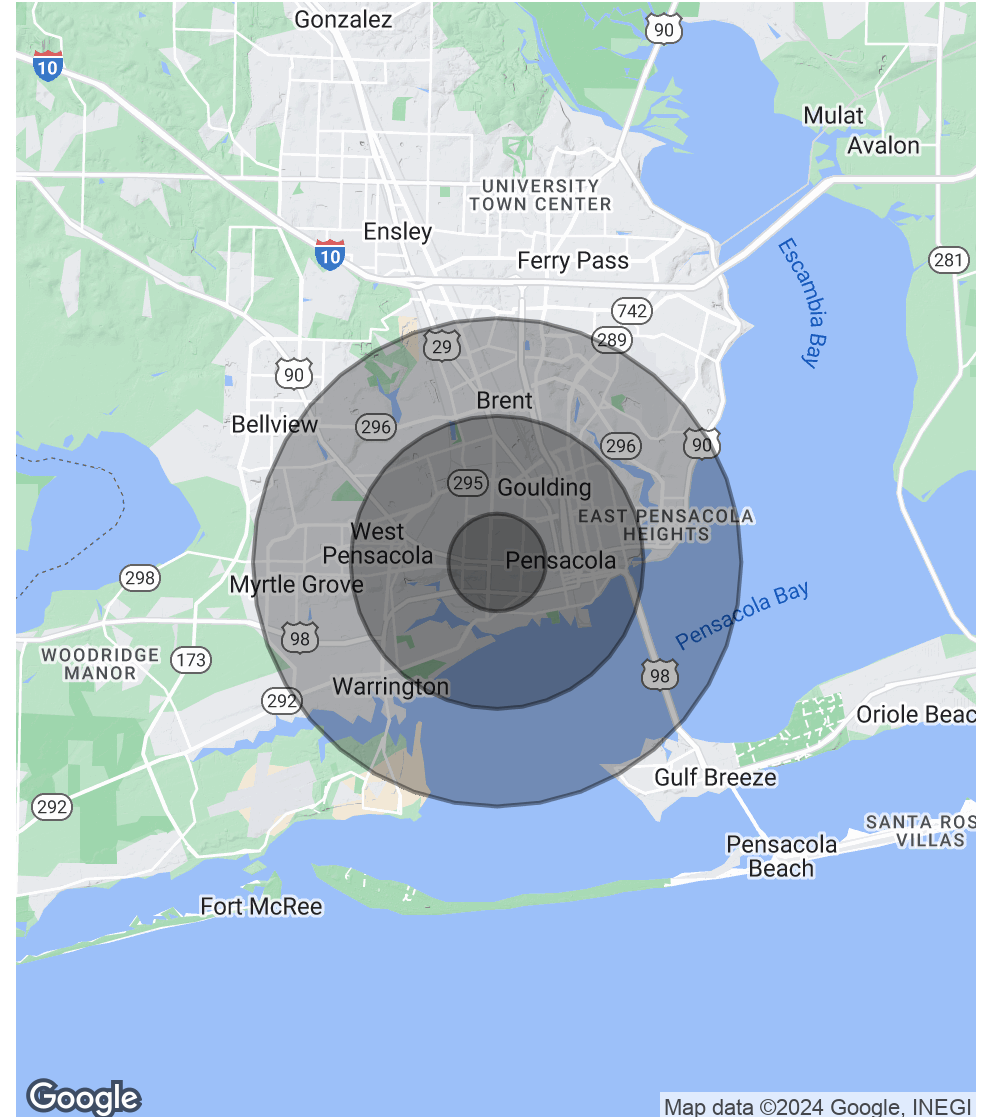 Gonzalez
90
10
Mulat
Avalon
UNIVERSITY
TOWN CENTER
Ensley
10
Ferry Pass
281
Escambia Bay
742
289
29
90
Brent
Bellview
296
296
90
295
Goulding
EAST PENSACOLA
HEIGHTS
West
Pensacola
Pensacola
298
Myrtle Grove
Pensacola Bay
98
WOODRIDGE
MANOR
173
98
Warrington
292
Oriole Beac
Gulf Breeze
292
SANTA ROS
VILLAS
Pensacola
Beach
Fort McRee
Google
Map data ©2024 Google, INEGI